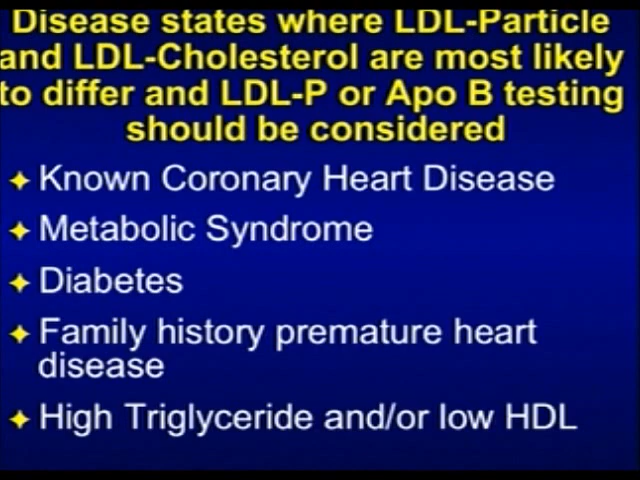 Disease states where LDL-Particle
and LDL-Cholesterol are most likely
to differ and LDL-P or Apo B testing
should be considered
Known Coronary Heart Disease
Metabolic Syndrome
Diabetes
Family history premature heart
disease
High Triglyceride and/or low HDL